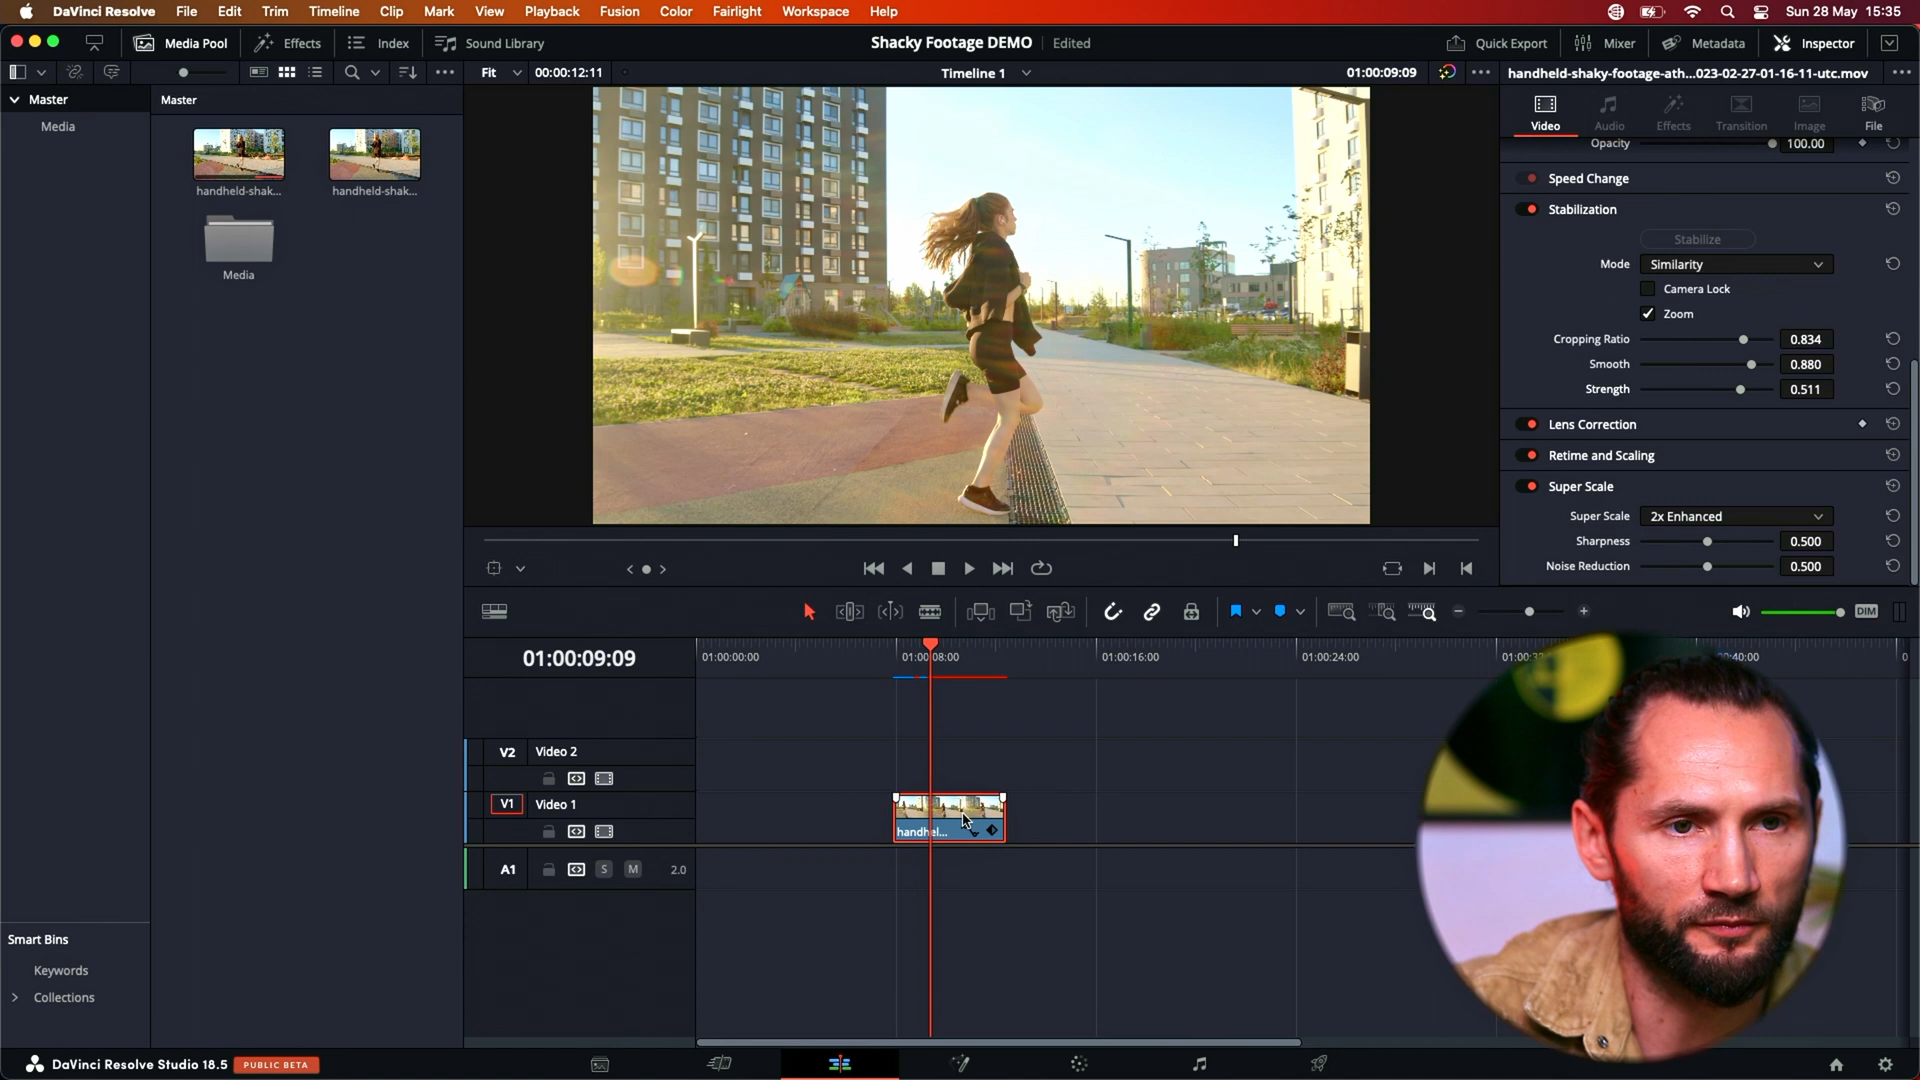 DaVinci Resolve File Edit Trim Timeline Clip Mark View Playback Fusion Color Fairlight Workspace Help Sun 28 May 15:35
Media Pool Effects Index Sound Library Shacky Footage DEMO Edited Quick Export Mixer Metadata Inspector
Fit 00:00:12:11 Timeline 1 01:00:09:09 handheld-shaky-footage-ath...023-02-27-01-16-11-utc.mov
Master
Media
Master
handheld-shak... handheld-shak...
Media
Video Audio Effects Transition Image File
Opacity 100.00
Speed Change
Stabilization
Stabilize
Mode Similarity
Camera Lock
Zoom
Cropping Ratio 0.834
Smooth 0.880
Strength 0.511
Lens Correction
Retime and Scaling
Super Scale
Super Scale 2x Enhanced
Sharpness 0.500
Noise Reduction 0.500
DIM
01:00:09:09 01:00:00:00 01:00:08:00 01:00:16:00 01:00:24:00
V2 Video 2
V1 Video 1
handhel...
A1 S M 2.0
Smart Bins
Keywords
Collections
DaVinci Resolve Studio 18.5 PUBLIC BETA